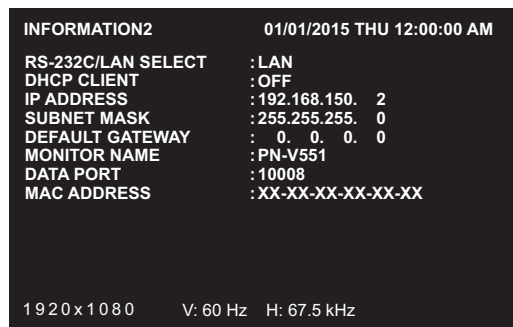 INFORMATION2 01/01/2015 THU 12:00:00 AM
RS-232C/LAN SELECT :LAN
DHCP CLIENT :OFF
IP ADDRESS :192.168.150. 2
SUBNET MASK :255.255.255. 0
DEFAULT GATEWAY : 0. 0. 0. 0
MONITOR NAME :PN-V551
DATA PORT :10008
MAC ADDRESS :XX-XX-XX-XX-XX-XX
1920x1080 V: 60 Hz H: 67.5 kHz